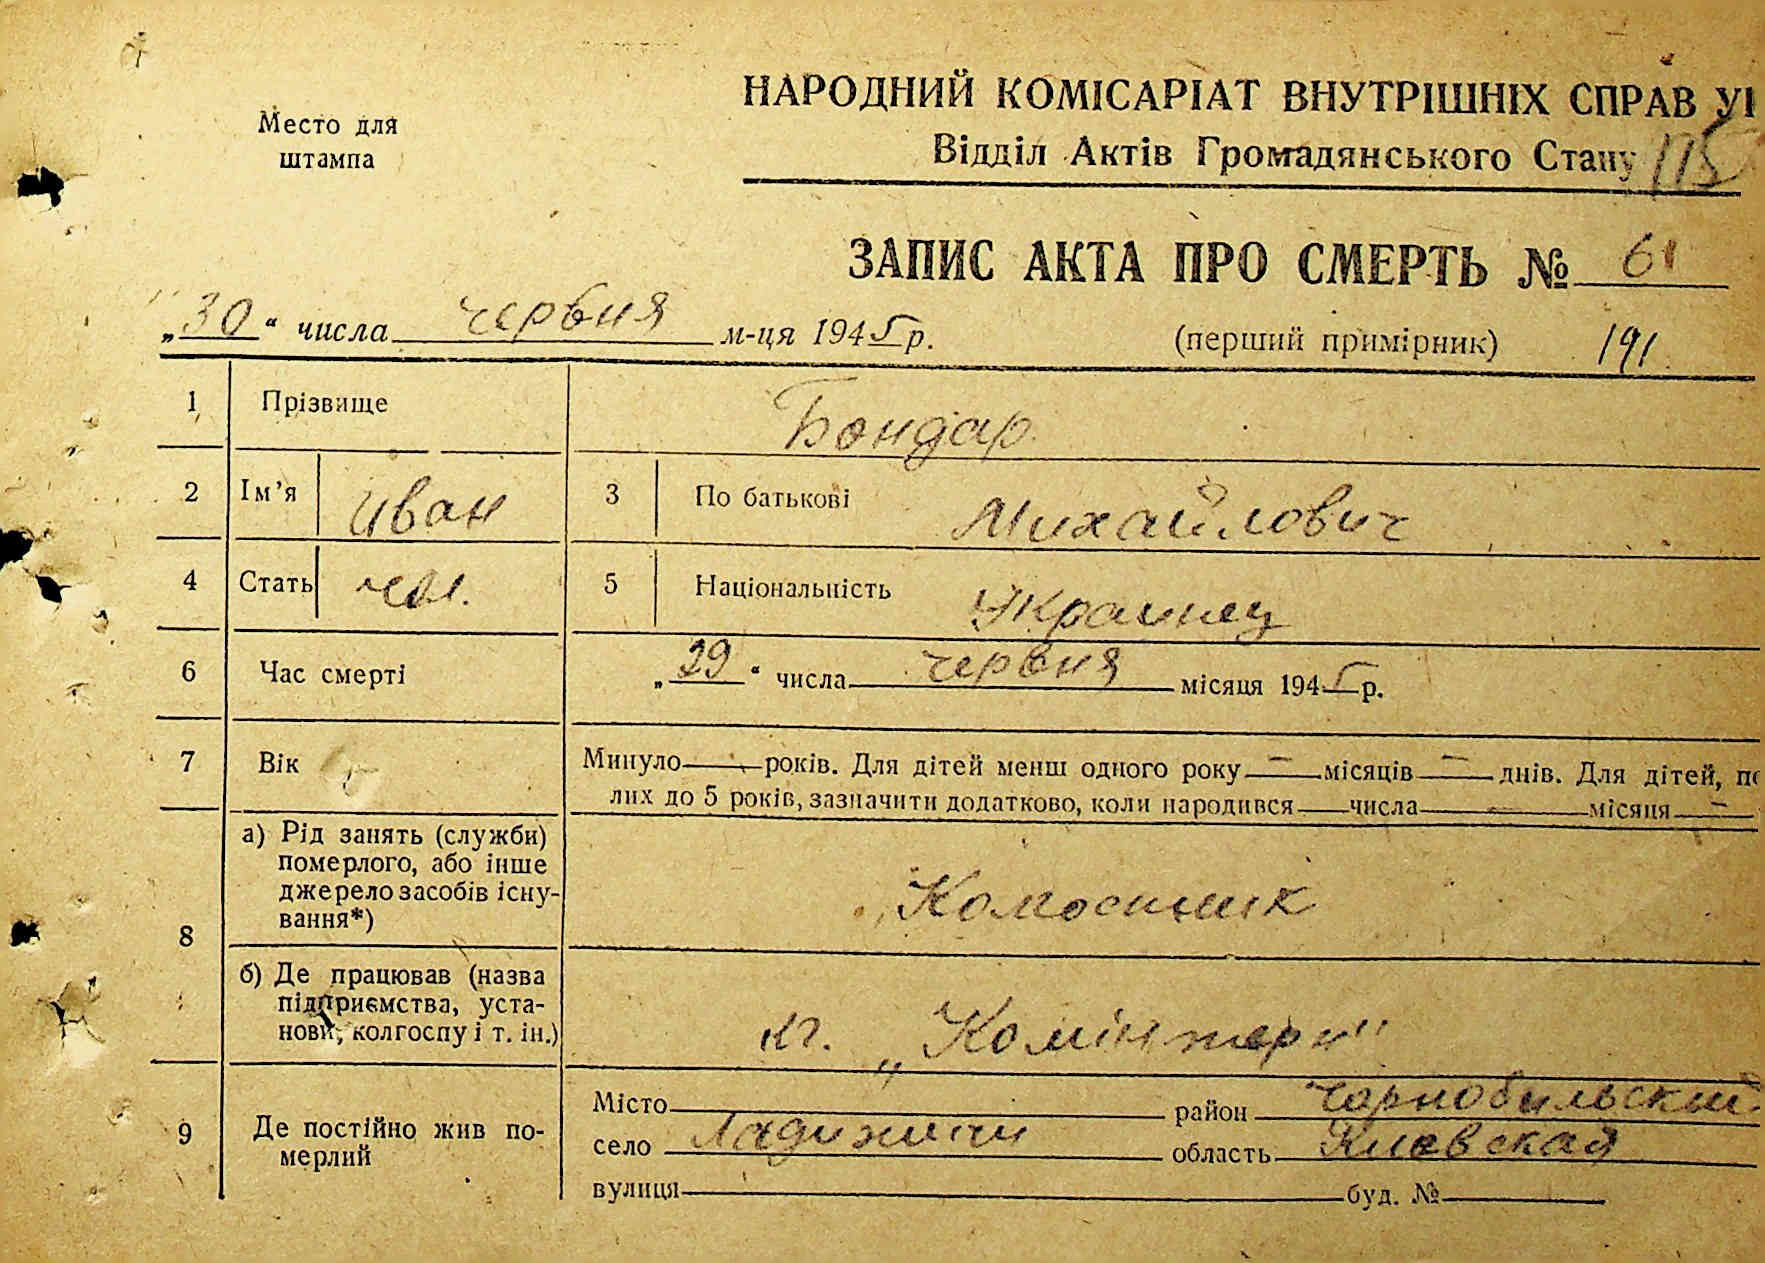 НАРОДНИЙ КОМІСАРІАТ ВНУТРІШНІХ СПРАВ
Место для
штампа
Відділ Актів Громадянського Стану 115
ЗАПИС АКТА ПРО СМЕРТЬ № 61
„30“ числа червня м-ця 1945 р. (перший примірник) 191
1 Прізвище Бондар
2 Ім’я иван 3 По батькові Михайлович
4 Стать чол. 5 Національність Украинец
6 Час смерті „29“ числа червня місяця 1945 р.
7 Вік Минуло — років. Для дітей менш одного року — місяців — днів. Для дітей,
лих до 5 років, зазначити додатково, коли народився — числа — місяця —
8 а) Рід занять (служби)
померлого, або інше
джерело засобів існу-
вання*)
б) Де працював (назва
підприємства, уста-
нови, колгоспу і т. ін.)
кг. „Комінтерн"
9 Де постійно жив по-
мерлий
Місто район Чорнобильский
село Ладижичи область Киевская
вулиця буд. №